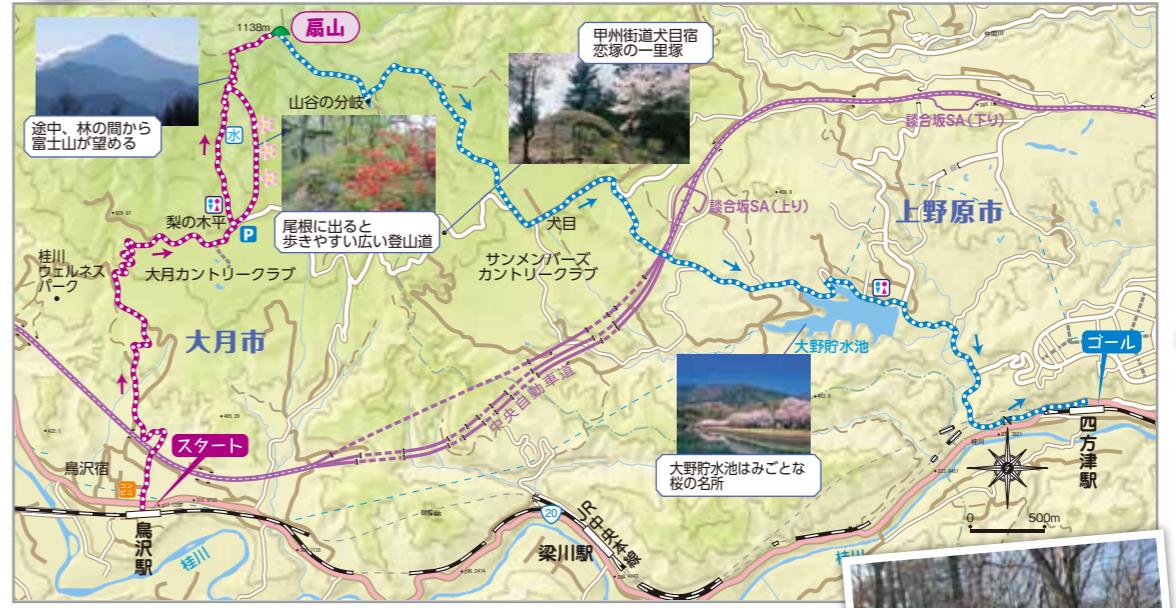 1138m
扇山
途中、林の間から
富士山が望める
山谷の分岐
甲州街道犬目宿
恋塚の一里塚
水
尾根に出ると
歩きやすい広い登山道
梨の木平
P
桂川
ウェルネス
パーク
大月カントリークラブ
犬目
サンメンバーズ
カントリークラブ
談合坂SA(下り)
談合坂SA(上り)
上野原市
大月市
中央自動車道
大野貯水池
大野貯水池はみごとな
桜の名所
ゴール
四方津駅
スタート
鳥沢宿
コンビニ
鳥沢駅
桂川
20
JR中央本線
梁川駅
桂川
桂川
0 500m